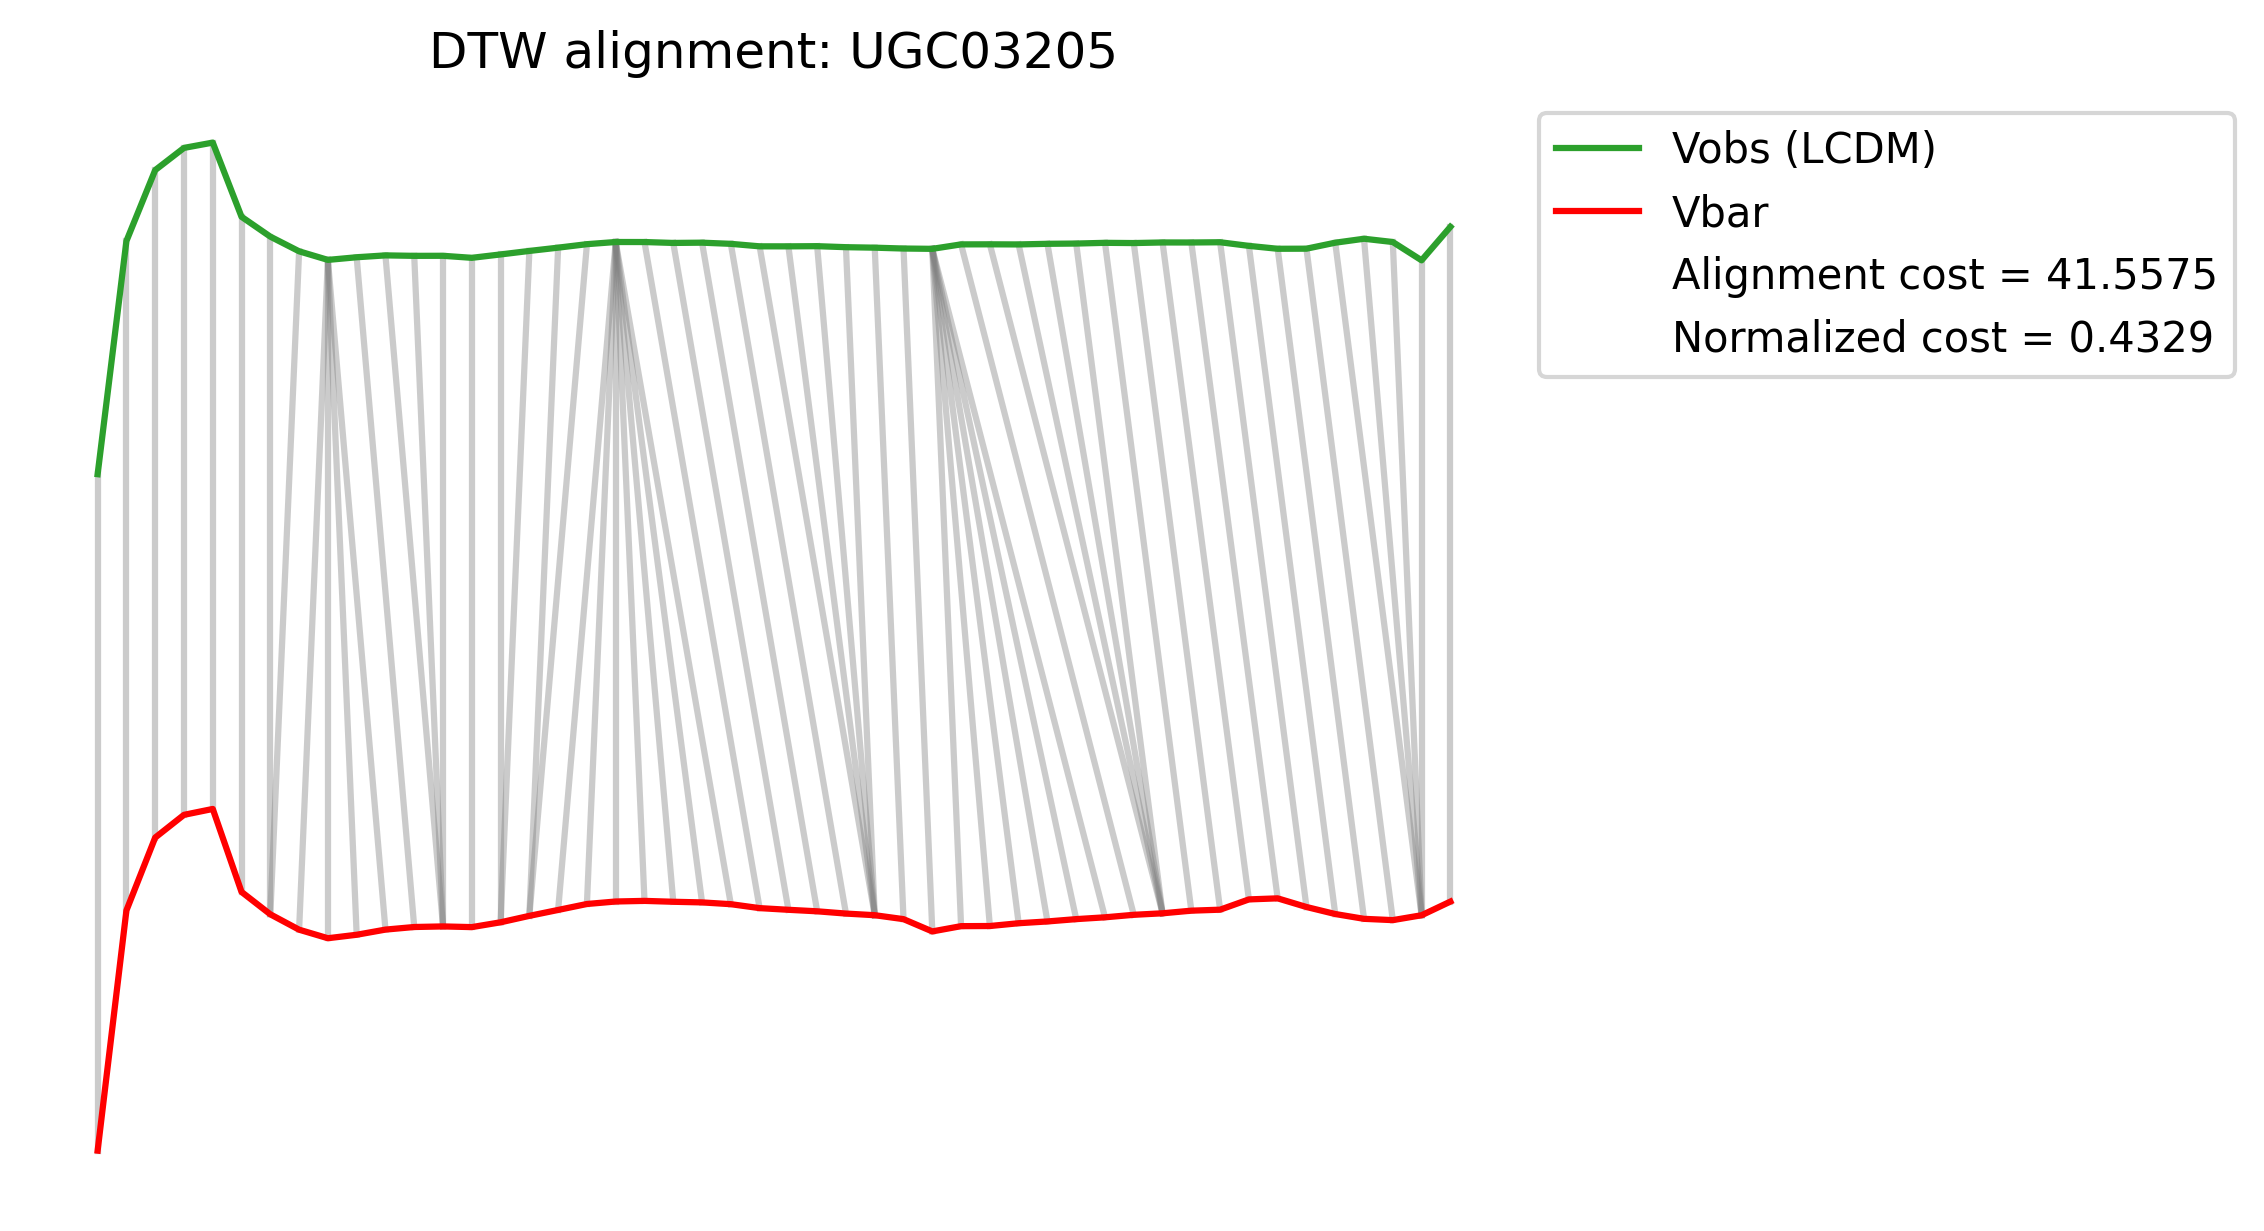 DTW alignment: UGC03205
Vobs (LCDM)
Vbar
Alignment cost = 41.5575
Normalized cost = 0.4329